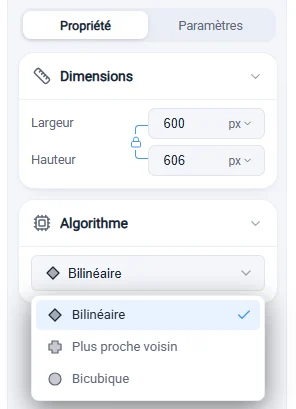 Propriété Paramètres
Dimensions
Largeur 600 px
Hauteur 606 px
Algorithme
Bilinéaire
Bilinéaire
Plus proche voisin
Bicubique